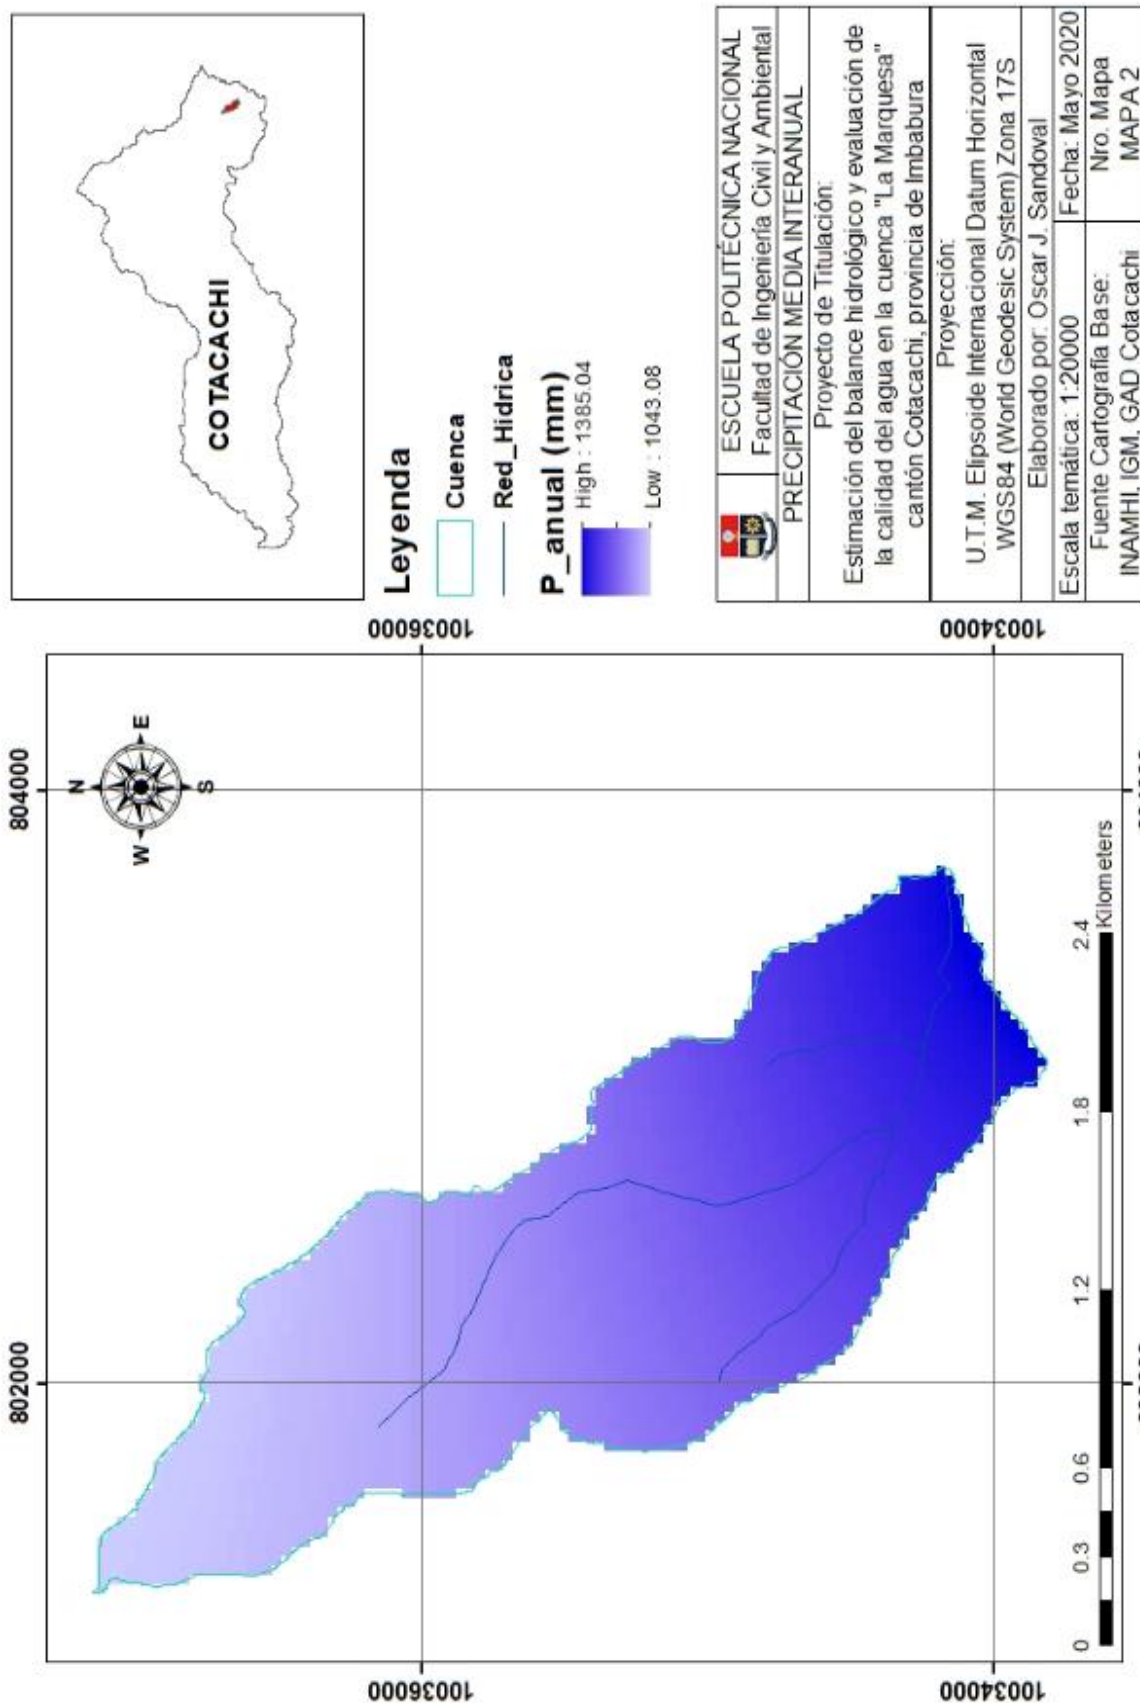 802000
804000
10036000
10036000
10034000
10034000
N
W
E
S
0
0.3
0.6
1.2
1.8
2.4
Kilometers
COTACACHI
Leyenda
Cuenca
Red_Hidrica
P_anual (mm)
High : 1385.04
Low : 1043.08
ESCUELA POLITÉCNICA NACIONAL
Facultad de Ingeniería Civil y Ambiental
PRECIPITACIÓN MEDIA INTERANUAL
Proyecto de Titulación:
Estimación del balance hidrológico y evaluación de
la calidad del agua en la cuenca "La Marquesa"
cantón Cotacachi, provincia de Imbabura
Proyección:
U.T.M. Elipsoide Internacional Datum Horizontal
WGS84 (World Geodesic System) Zona 17S
Elaborado por: Oscar J. Sandoval
Escala temática: 1:20000
Fecha: Mayo 2020
Fuente Cartografía Base:
INAMHI, IGM, GAD Cotacachi
Nro. Mapa
MAPA 2